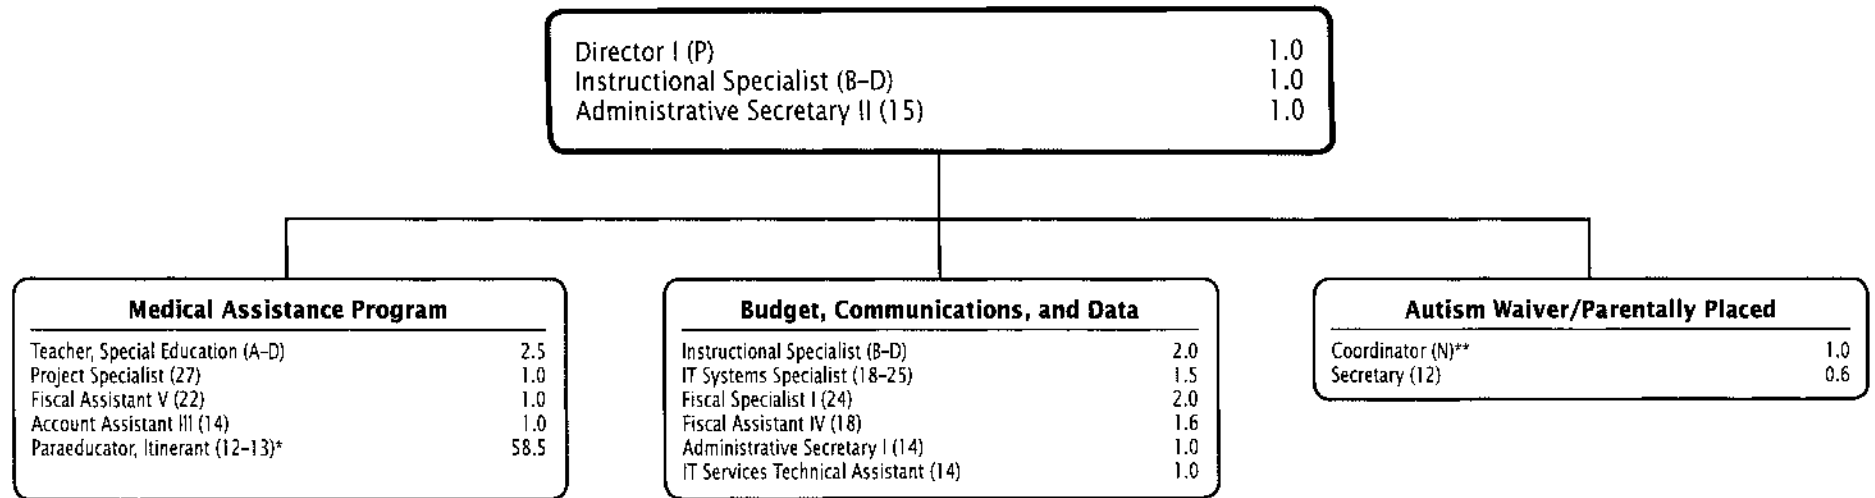 Director I (P) 1.0
Instructional Specialist (B–D) 1.0
Administrative Secretary II (15) 1.0
Medical Assistance Program
Teacher, Special Education (A–D) 2.5
Project Specialist (27) 1.0
Fiscal Assistant V (22) 1.0
Account Assistant III (14) 1.0
Paraeducator, Itinerant (12–13)* 58.5
Budget, Communications, and Data
Instructional Specialist (B–D) 2.0
IT Systems Specialist (18–25) 1.5
Fiscal Specialist I (24) 2.0
Fiscal Assistant IV (18) 1.6
Administrative Secretary I (14) 1.0
IT Services Technical Assistant (14) 1.0
Autism Waiver/Parentally Placed
Coordinator (N)** 1.0
Secretary (12) 0.6